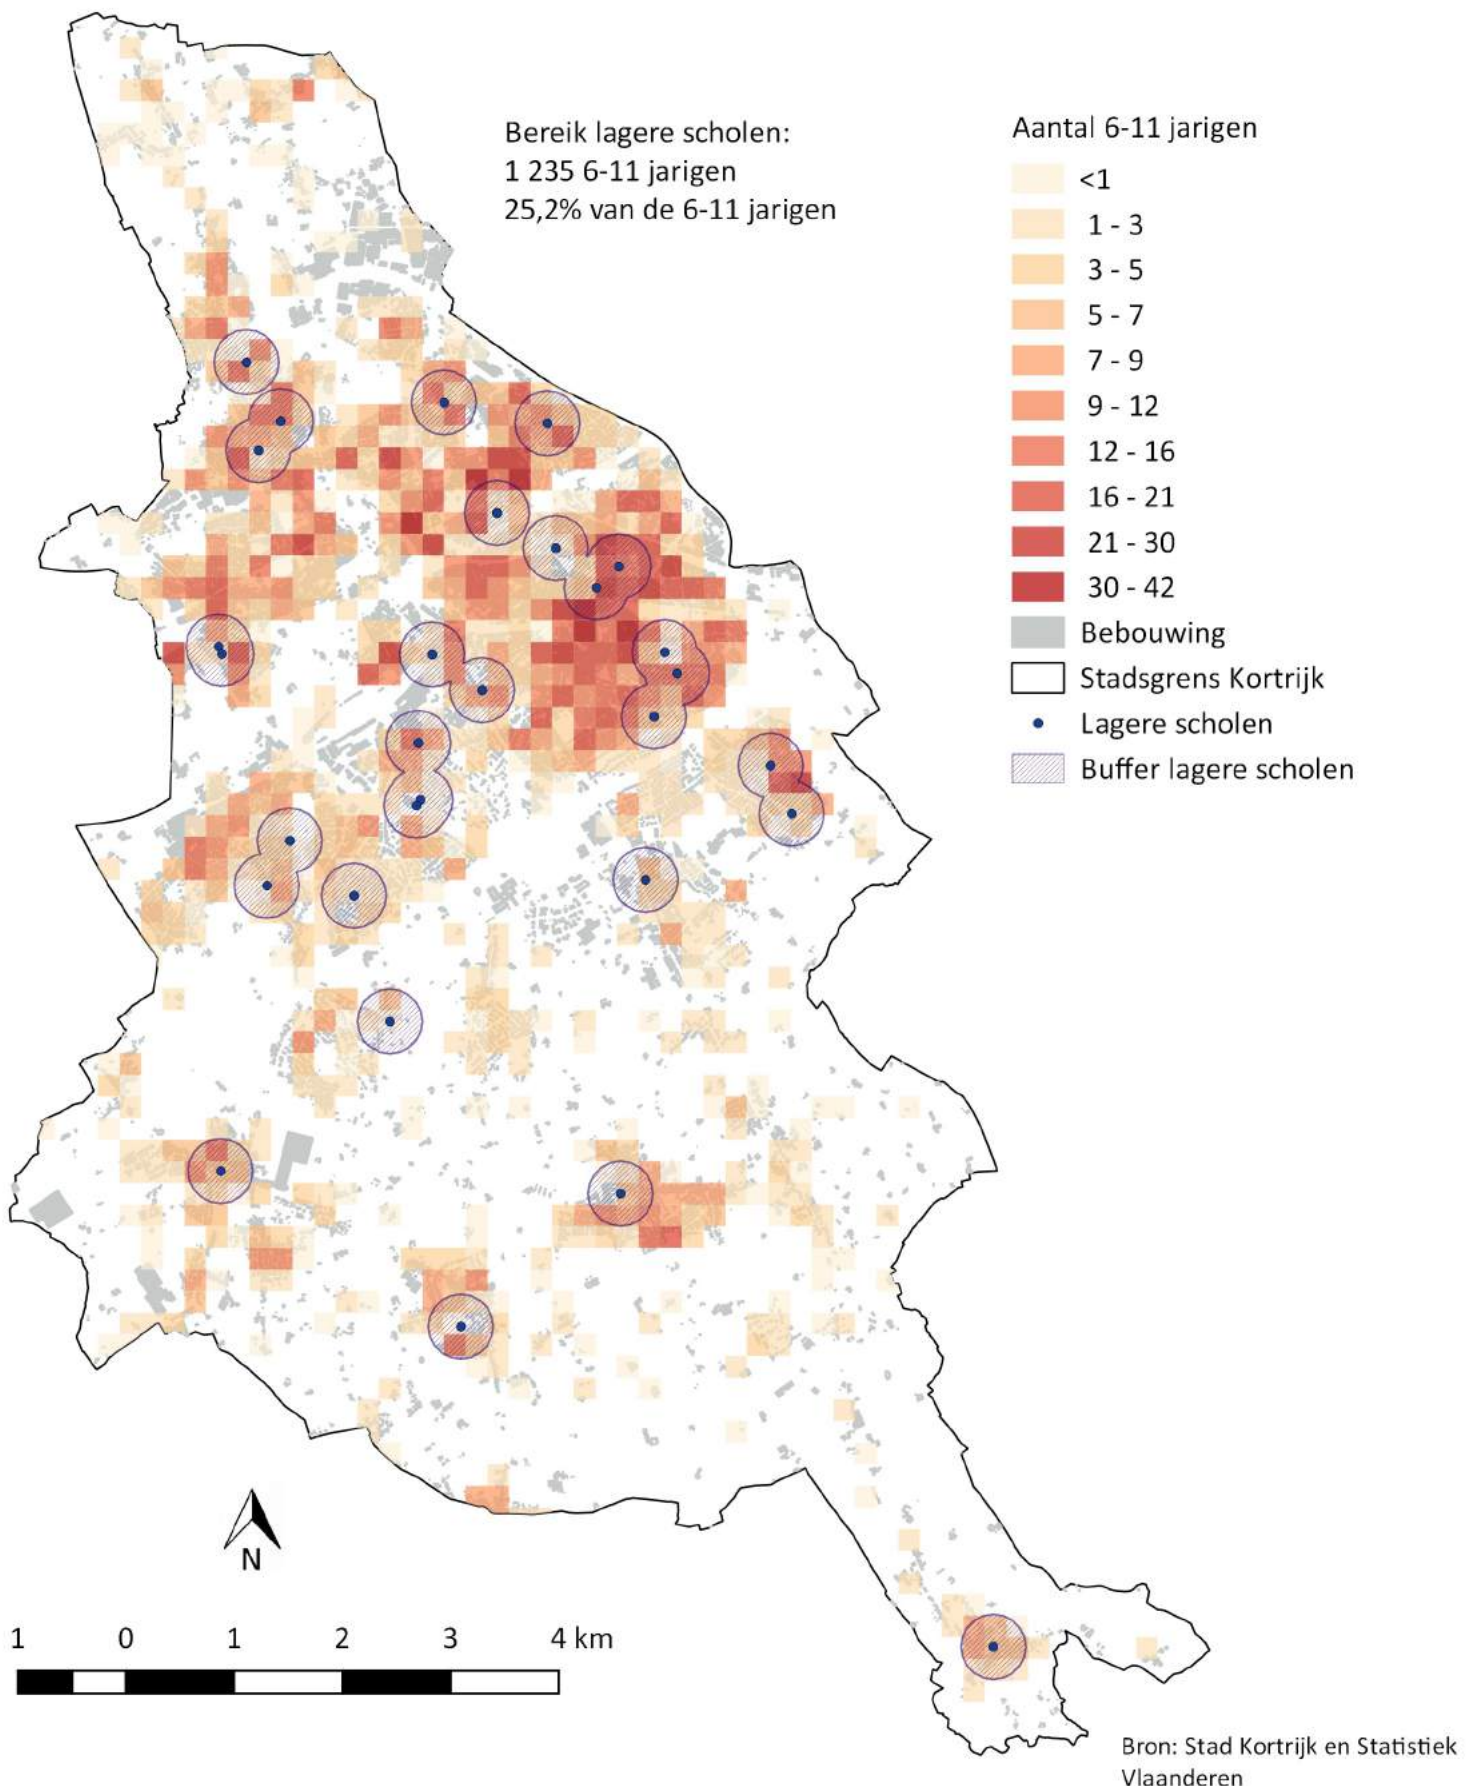 Bereik lagere scholen:
1 235 6-11 jarigen
25,2% van de 6-11 jarigen
Aantal 6-11 jarigen
<1
1 - 3
3 - 5
5 - 7
7 - 9
9 - 12
12 - 16
16 - 21
21 - 30
30 - 42
Bebouwing
Stadsgrens Kortrijk
Lagere scholen
Buffer lagere scholen
N
1 0 1 2 3 4 km
Bron: Stad Kortrijk en Statistiek
Vlaanderen